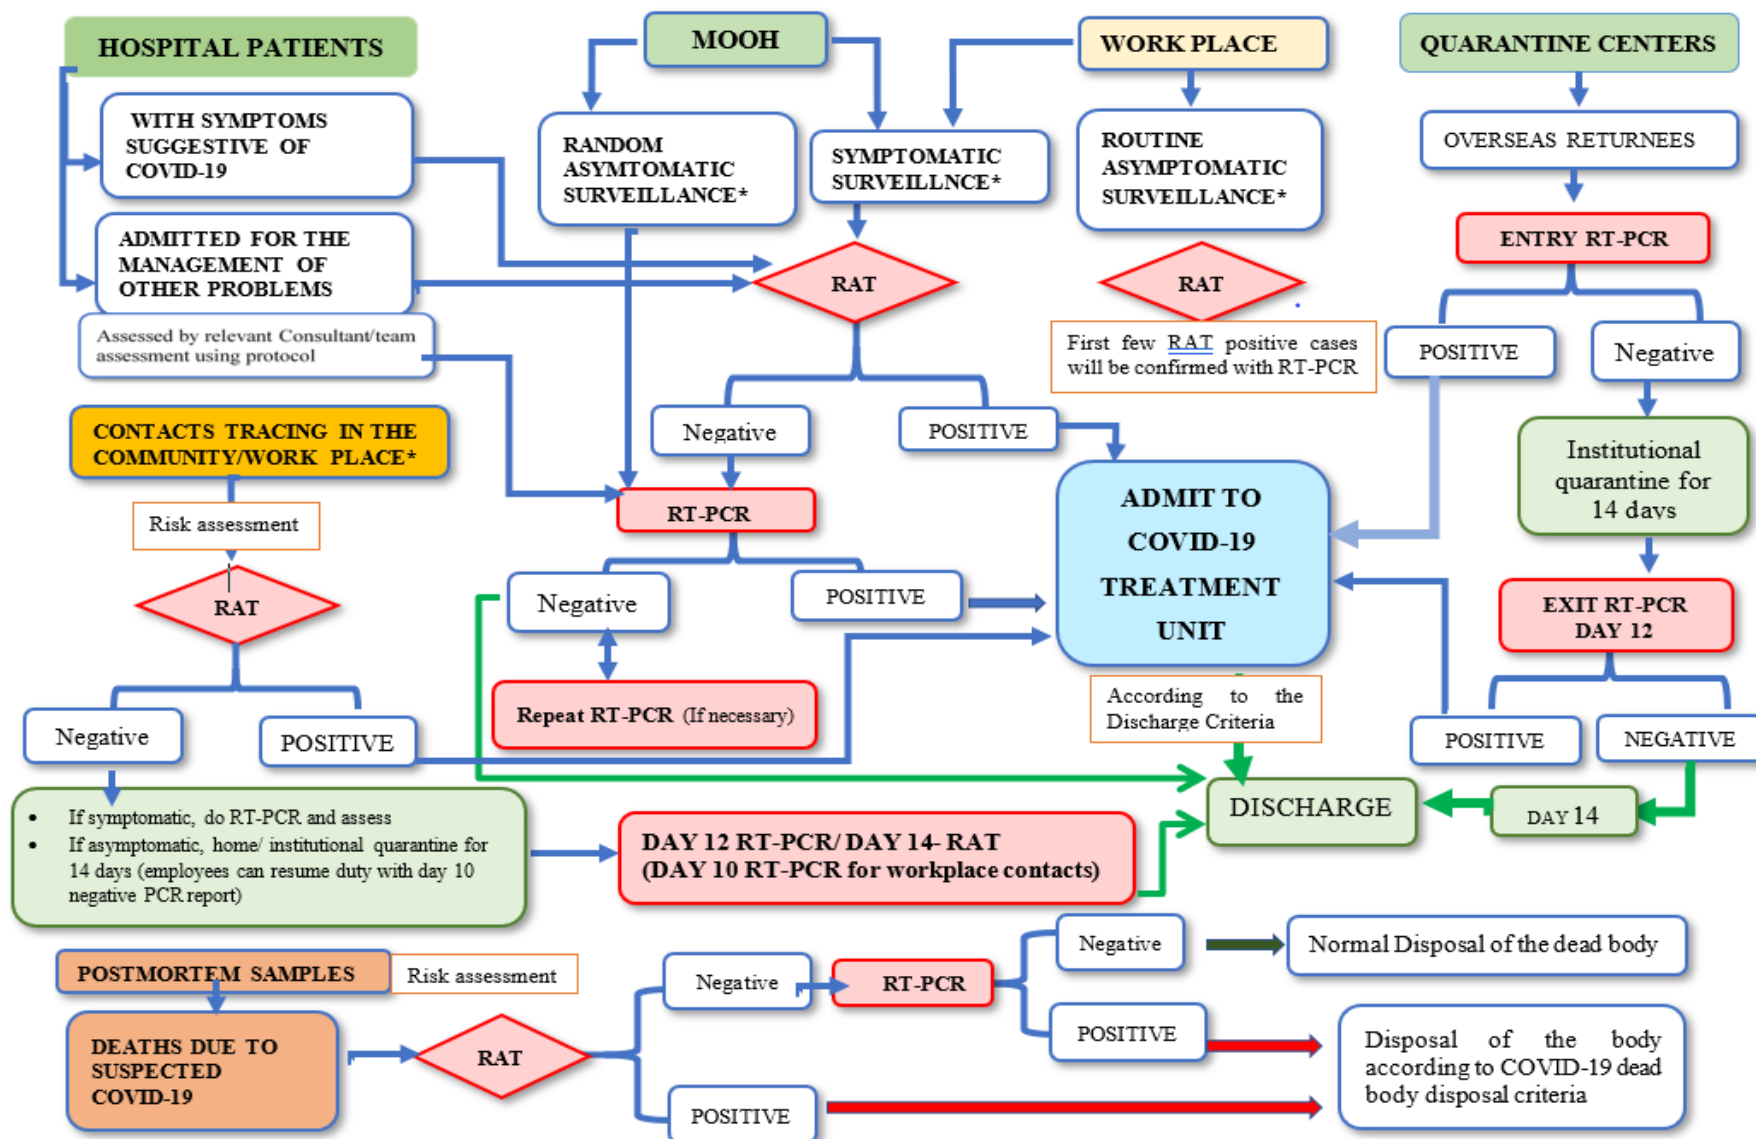 HOSPITAL PATIENTS
MOOH
WORK PLACE
QUARANTINE CENTERS
WITH SYMPTOMS
SUGGESTIVE OF
COVID-19
RANDOM
ASYMTOMATIC
SURVEILLANCE*
SYMPTOMATIC
SURVEILLNCE*
ROUTINE
ASYMPTOMATIC
SURVEILLANCE*
OVERSEAS RETURNEES
ADMITTED FOR THE
MANAGEMENT OF
OTHER PROBLEMS
RAT
RAT
ENTRY RT-PCR
Assessed by relevant Consultant/team
assessment using protocol
First few RAT positive cases
will be confirmed with RT-PCR
POSITIVE
Negative
CONTACTS TRACING IN THE
COMMUNITY/WORK PLACE*
Negative
POSITIVE
Institutional
quarantine for
14 days
Risk assessment
RT-PCR
ADMIT TO
COVID-19
TREATMENT
UNIT
RAT
Negative
POSITIVE
EXIT RT-PCR
DAY 12
Repeat RT-PCR (If necessary)
According to the
Discharge Criteria
Negative
POSITIVE
POSITIVE
NEGATIVE
DISCHARGE
DAY 14
• If symptomatic, do RT-PCR and assess
• If asymptomatic, home/ institutional quarantine for
14 days (employees can resume duty with day 10
negative PCR report)
DAY 12 RT-PCR/ DAY 14- RAT
(DAY 10 RT-PCR for workplace contacts)
POSTMORTEM SAMPLES
Risk assessment
DEATHS DUE TO
SUSPECTED
COVID-19
RAT
Negative
RT-PCR
Negative
Normal Disposal of the dead body
POSITIVE
POSITIVE
Disposal of the body
according to COVID-19 dead
body disposal criteria